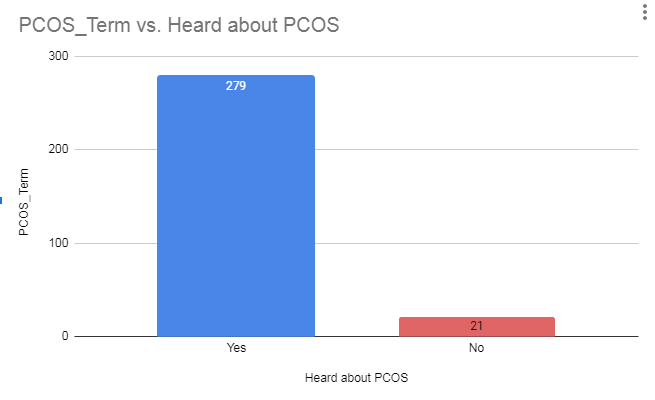 PCOS_Term vs. Heard about PCOS
300
279
200
PCOS_Term
100
21
0
Yes No
Heard about PCOS